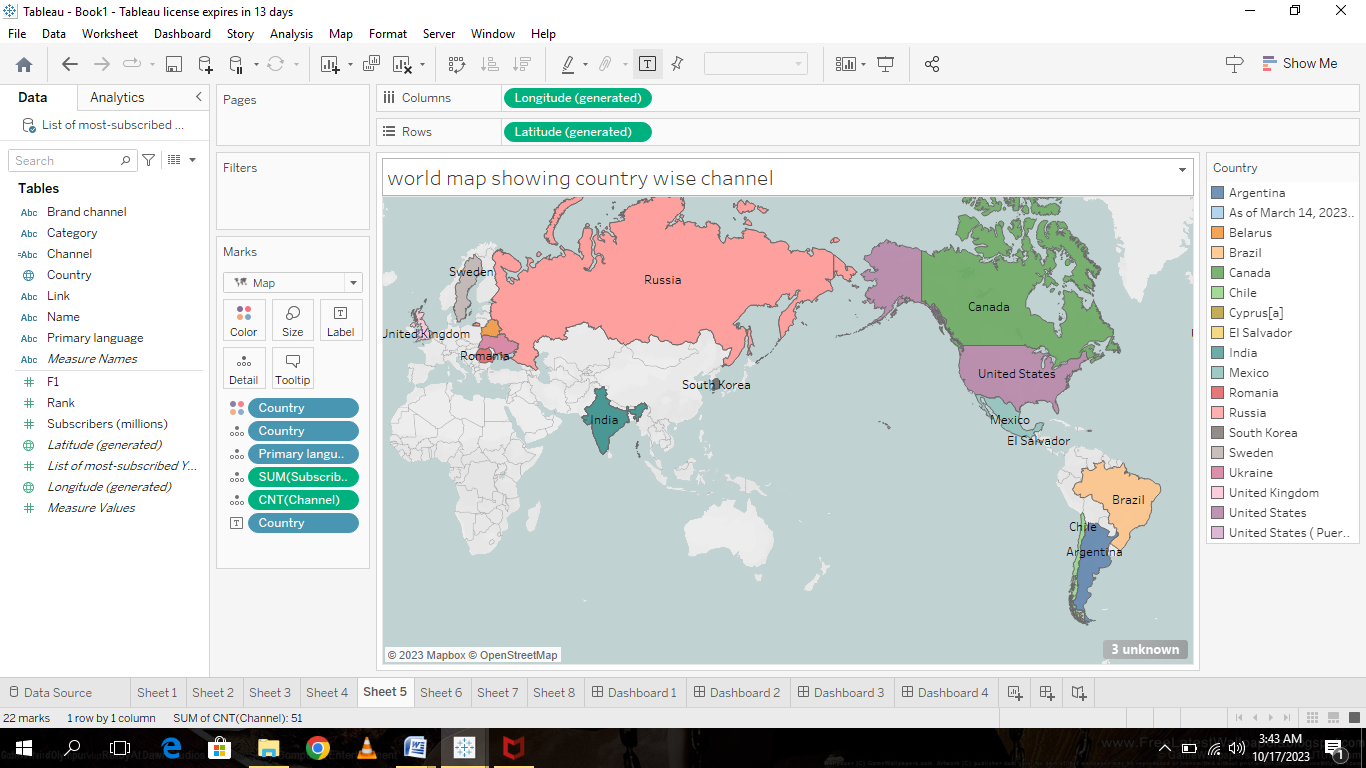 Tableau - Book1 - Tableau license expires in 13 days
File Data Worksheet Dashboard Story Analysis Map Format Server Window Help
Show Me
Data Analytics
List of most-subscribed ...
Search
Tables
Abc Brand channel
Abc Category
=Abc Channel
Country
Abc Link
Abc Name
Abc Primary language
Abc Measure Names
# F1
# Rank
# Subscribers (millions)
Latitude (generated)
# List of most-subscribed Y...
Longitude (generated)
# Measure Values
Pages
Filters
Marks
Map
Color Size Label
Detail Tooltip
Country
Country
Primary langu..
SUM(Subscrib..
CNT(Channel)
Country
Columns Longitude (generated)
Rows Latitude (generated)
world map showing country wise channel
Sweden
Russia
Canada
United Kingdom
Romania
United States
South Korea
India
Mexico
El Salvador
Brazil
Chile
Argentina
© 2023 Mapbox © OpenStreetMap
3 unknown
Country
Argentina
As of March 14, 2023..
Belarus
Brazil
Canada
Chile
Cyprus[a]
El Salvador
India
Mexico
Romania
Russia
South Korea
Sweden
Ukraine
United Kingdom
United States
United States ( Puer..
Data Source Sheet 1 Sheet 2 Sheet 3 Sheet 4 Sheet 5 Sheet 6 Sheet 7 Sheet 8 Dashboard 1 Dashboard 2 Dashboard 3 Dashboard 4
22 marks 1 row by 1 column SUM of CNT(Channel): 51
3:43 AM
10/17/2023
1